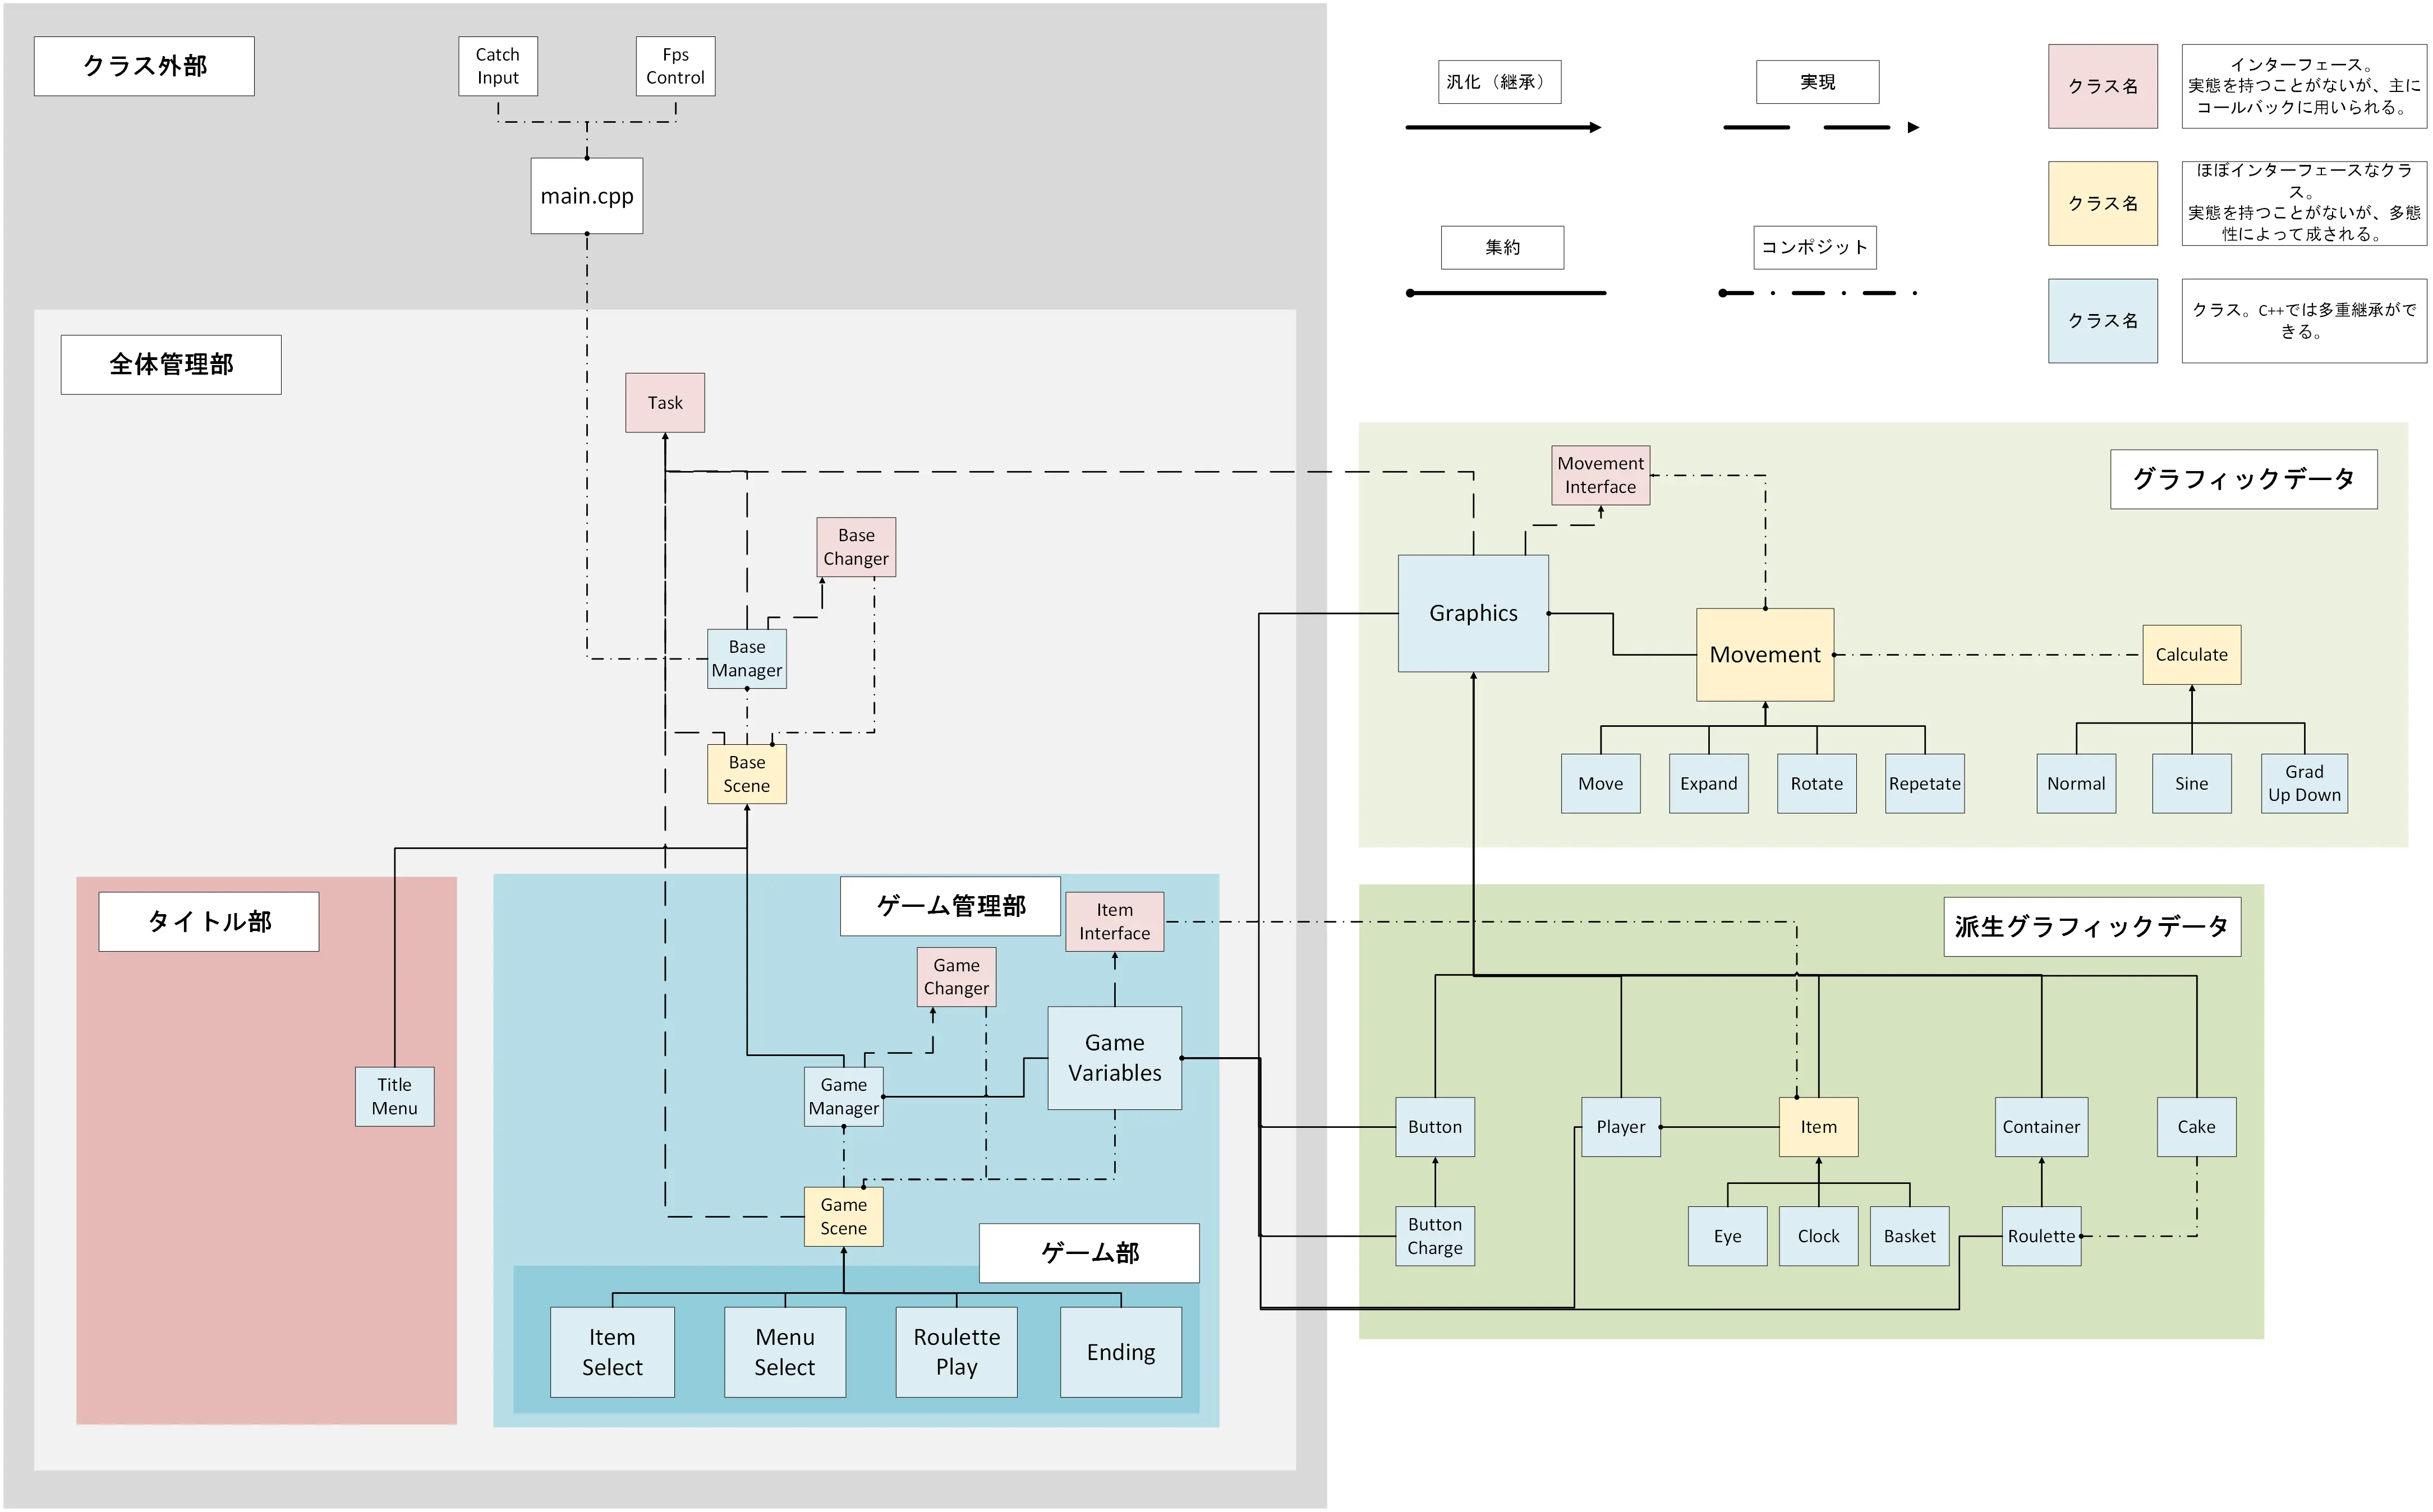 クラス外部
Catch
Input
Fps
Control
main.cpp
全体管理部
Task
Base
Changer
Base
Manager
Base
Scene
タイトル部
Title
Menu
ゲーム管理部
Item
Interface
Game
Changer
Game
Variables
Game
Manager
Game
Scene
ゲーム部
Item
Select
Menu
Select
Roulette
Play
Ending
汎化（継承）
実現
集約
コンポジット
クラス名
インターフェース。
実態を持つことがないが、主に
コールバックに用いられる。
クラス名
ほぼインターフェースなクラ
ス。
実態を持つことがないが、多態
性によって成される。
クラス名
クラス。C++では多重継承がで
きる。
グラフィックデータ
Movement
Interface
Graphics
Movement
Calculate
Move
Expand
Rotate
Repetate
Normal
Sine
Grad
Up Down
派生グラフィックデータ
Button
Player
Item
Container
Cake
Button
Charge
Eye
Clock
Basket
Roulette